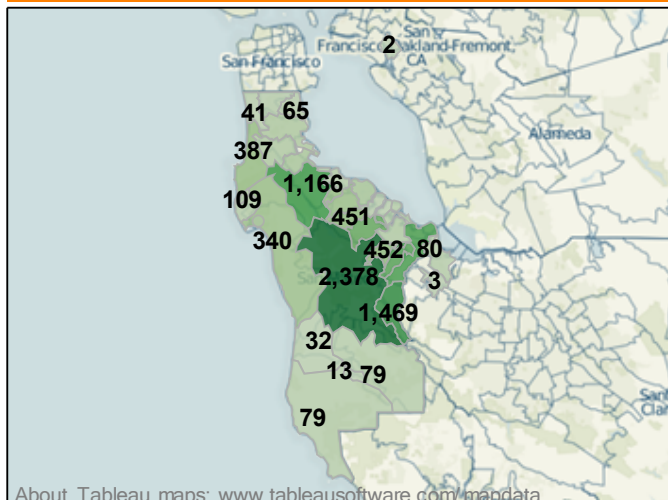 San
Francisco-Oakland-Fremont,
CA
2
San Francisco
41
65
Alameda
387
1,166
109
451
340
452
80
2,378
3
1,469
32
13
79
79
About Tableau maps: www.tableausoftware.com/mapdata